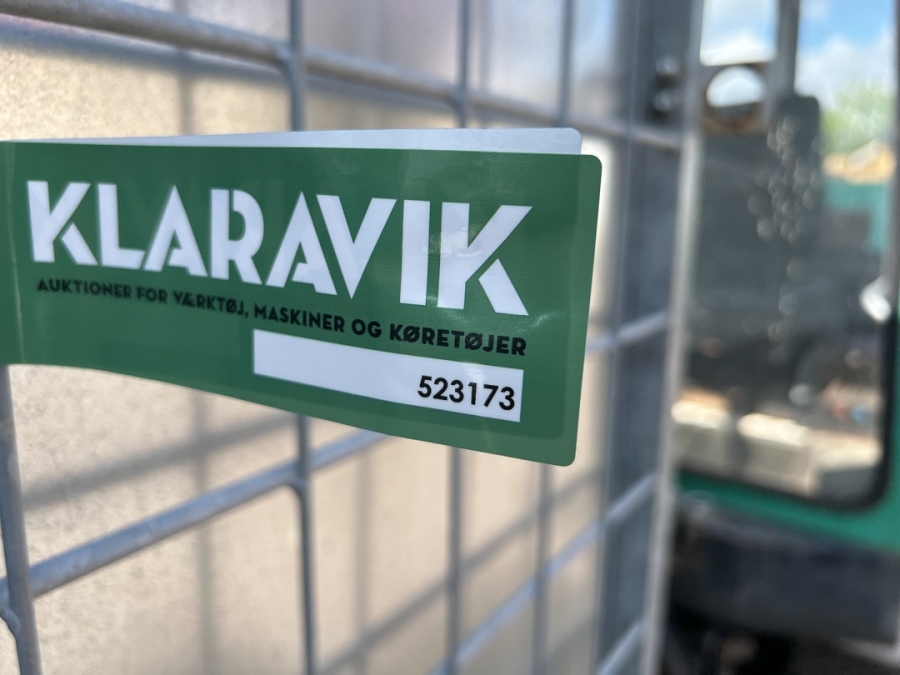 KLARAVIK
AUKTIONER FOR VÆRKTØJ, MASKINER OG KØRETØJER
523173